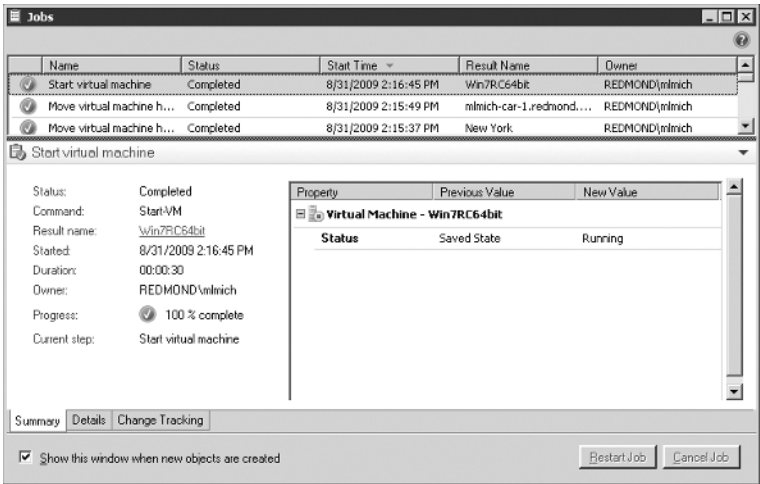 Jobs
Name Status Start Time Result Name Owner
Start virtual machine Completed 8/31/2009 2:16:45 PM Win7RC64bit REDMOND\mlmich
Move virtual machine h... Completed 8/31/2009 2:15:49 PM mlmich-car-1.redmond.... REDMOND\mlmich
Move virtual machine h... Completed 8/31/2009 2:15:37 PM New York REDMOND\mlmich
Start virtual machine
Status: Completed
Command: Start-VM
Result name: Win7RC64bit
Started: 8/31/2009 2:16:45 PM
Duration: 00:00:30
Owner: REDMOND\mlmich
Progress: 100 % complete
Current step: Start virtual machine
Property Previous Value New Value
Virtual Machine - Win7RC64bit
Status Saved State Running
Summary Details Change Tracking
Show this window when new objects are created
Restart Job Cancel Job